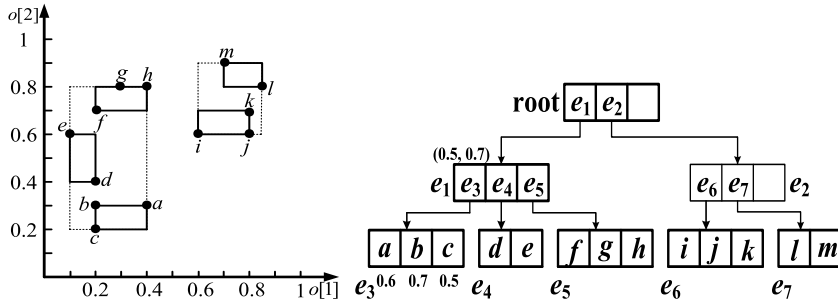 o[2]
1
0.8
0.6
0.4
0.2
m
g h
l
f
k
e
i j
d
b a
c
0.2 0.4 0.6 0.8 1 o[1]
root e1 e2
(0.5, 0.7)
e1 e3 e4 e5
e6 e7 e2
a b c
d e
f g h
i j k
l m
e3 0.6 0.7 0.5
e4 e5 e6 e7